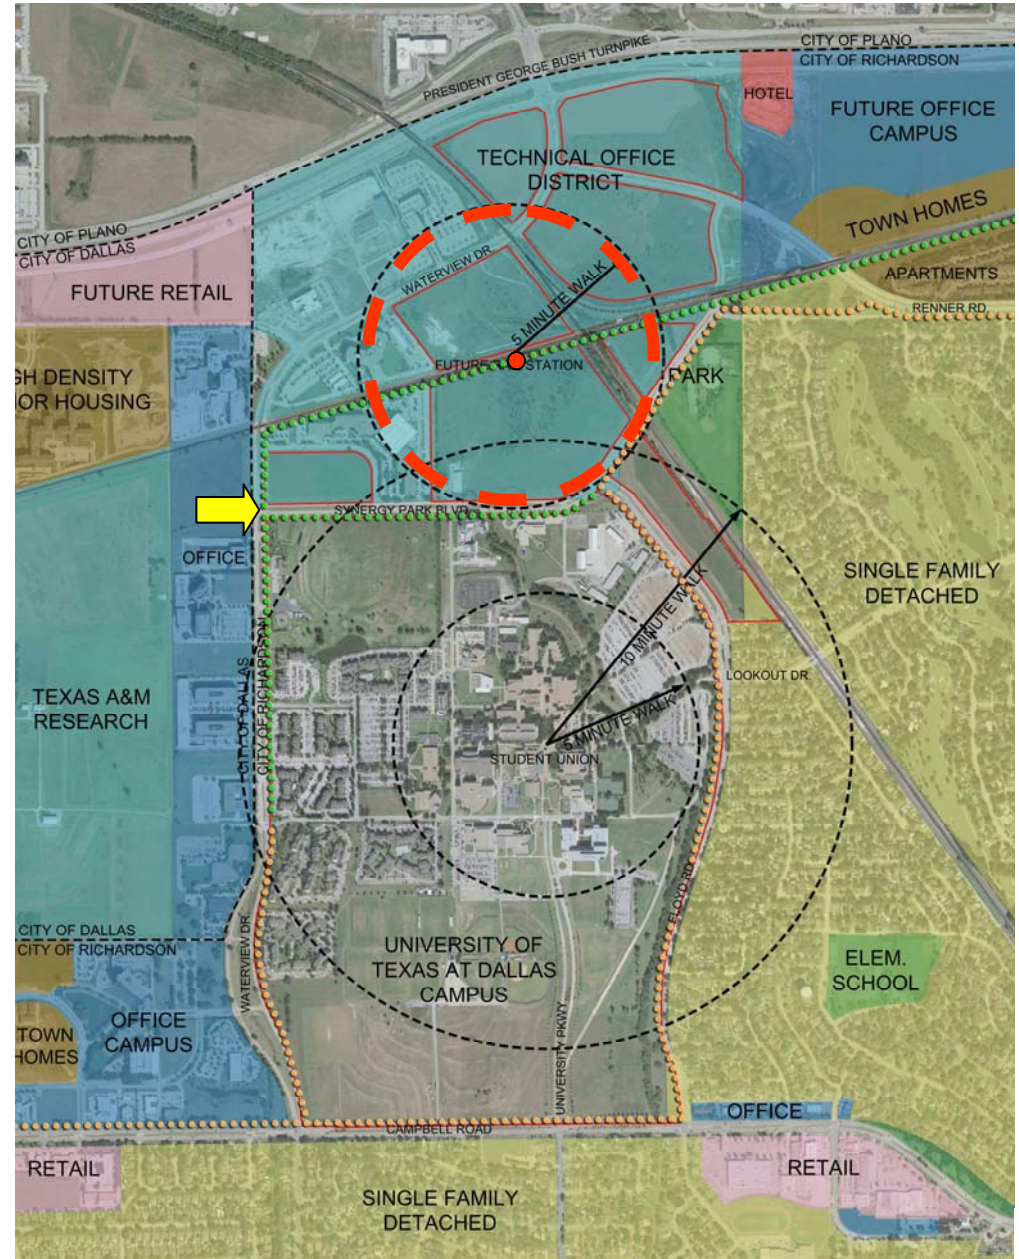 CITY OF PLANO
CITY OF RICHARDSON
PRESIDENT GEORGE BUSH TURNPIKE
HOTEL
FUTURE OFFICE
CAMPUS
TECHNICAL OFFICE
DISTRICT
TOWN HOMES
CITY OF PLANO
CITY OF DALLAS
WATERVIEW DR.
FUTURE RETAIL
5 MINUTE WALK
APARTMENTS
RENNER RD.
FUTURE
STATION
PARK
GH DENSITY
IOR HOUSING
SYNERGY PARK BLVD
OFFICE
SINGLE FAMILY
DETACHED
10 MINUTE WALK
CITY OF DALLAS
CITY OF RICHARDSON
TEXAS A&M
RESEARCH
LOOKOUT DR.
5 MINUTE WALK
STUDENT UNION
FLOYD RD.
CITY OF DALLAS
CITY OF RICHARDSON
UNIVERSITY OF
TEXAS AT DALLAS
CAMPUS
ELEM.
SCHOOL
WATERVIEW DR.
OFFICE
CAMPUS
TOWN
HOMES
UNIVERSITY PKWY
OFFICE
CAMPBELL ROAD
RETAIL
RETAIL
SINGLE FAMILY
DETACHED